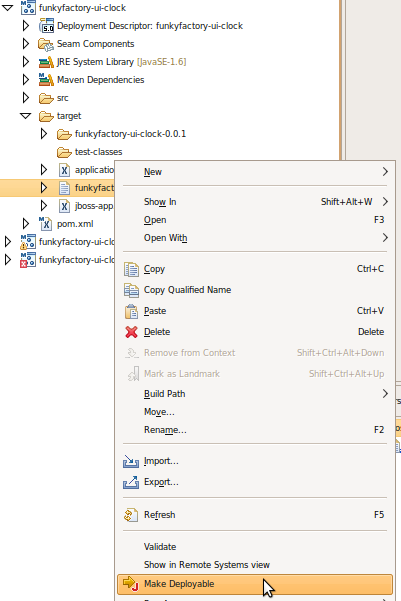 funkyfactory-ui-clock
Deployment Descriptor: funkyfactory-ui-clock
Seam Components
JRE System Library [JavaSE-1.6]
Maven Dependencies
src
target
funkyfactory-ui-clock-0.0.1
test-classes
applicatio
funkyfact
jboss-app
pom.xml
funkyfactory-ui-clo
funkyfactory-ui-clo
New
Show In Shift+Alt+W
Open F3
Open With
Copy Ctrl+C
Copy Qualified Name
Paste Ctrl+V
Delete Delete
Remove from Context Shift+Ctrl+Alt+Down
Mark as Landmark Shift+Ctrl+Alt+Up
Build Path
Move...
Rename... F2
Import...
Export...
Refresh F5
Validate
Show in Remote Systems view
Make Deployable